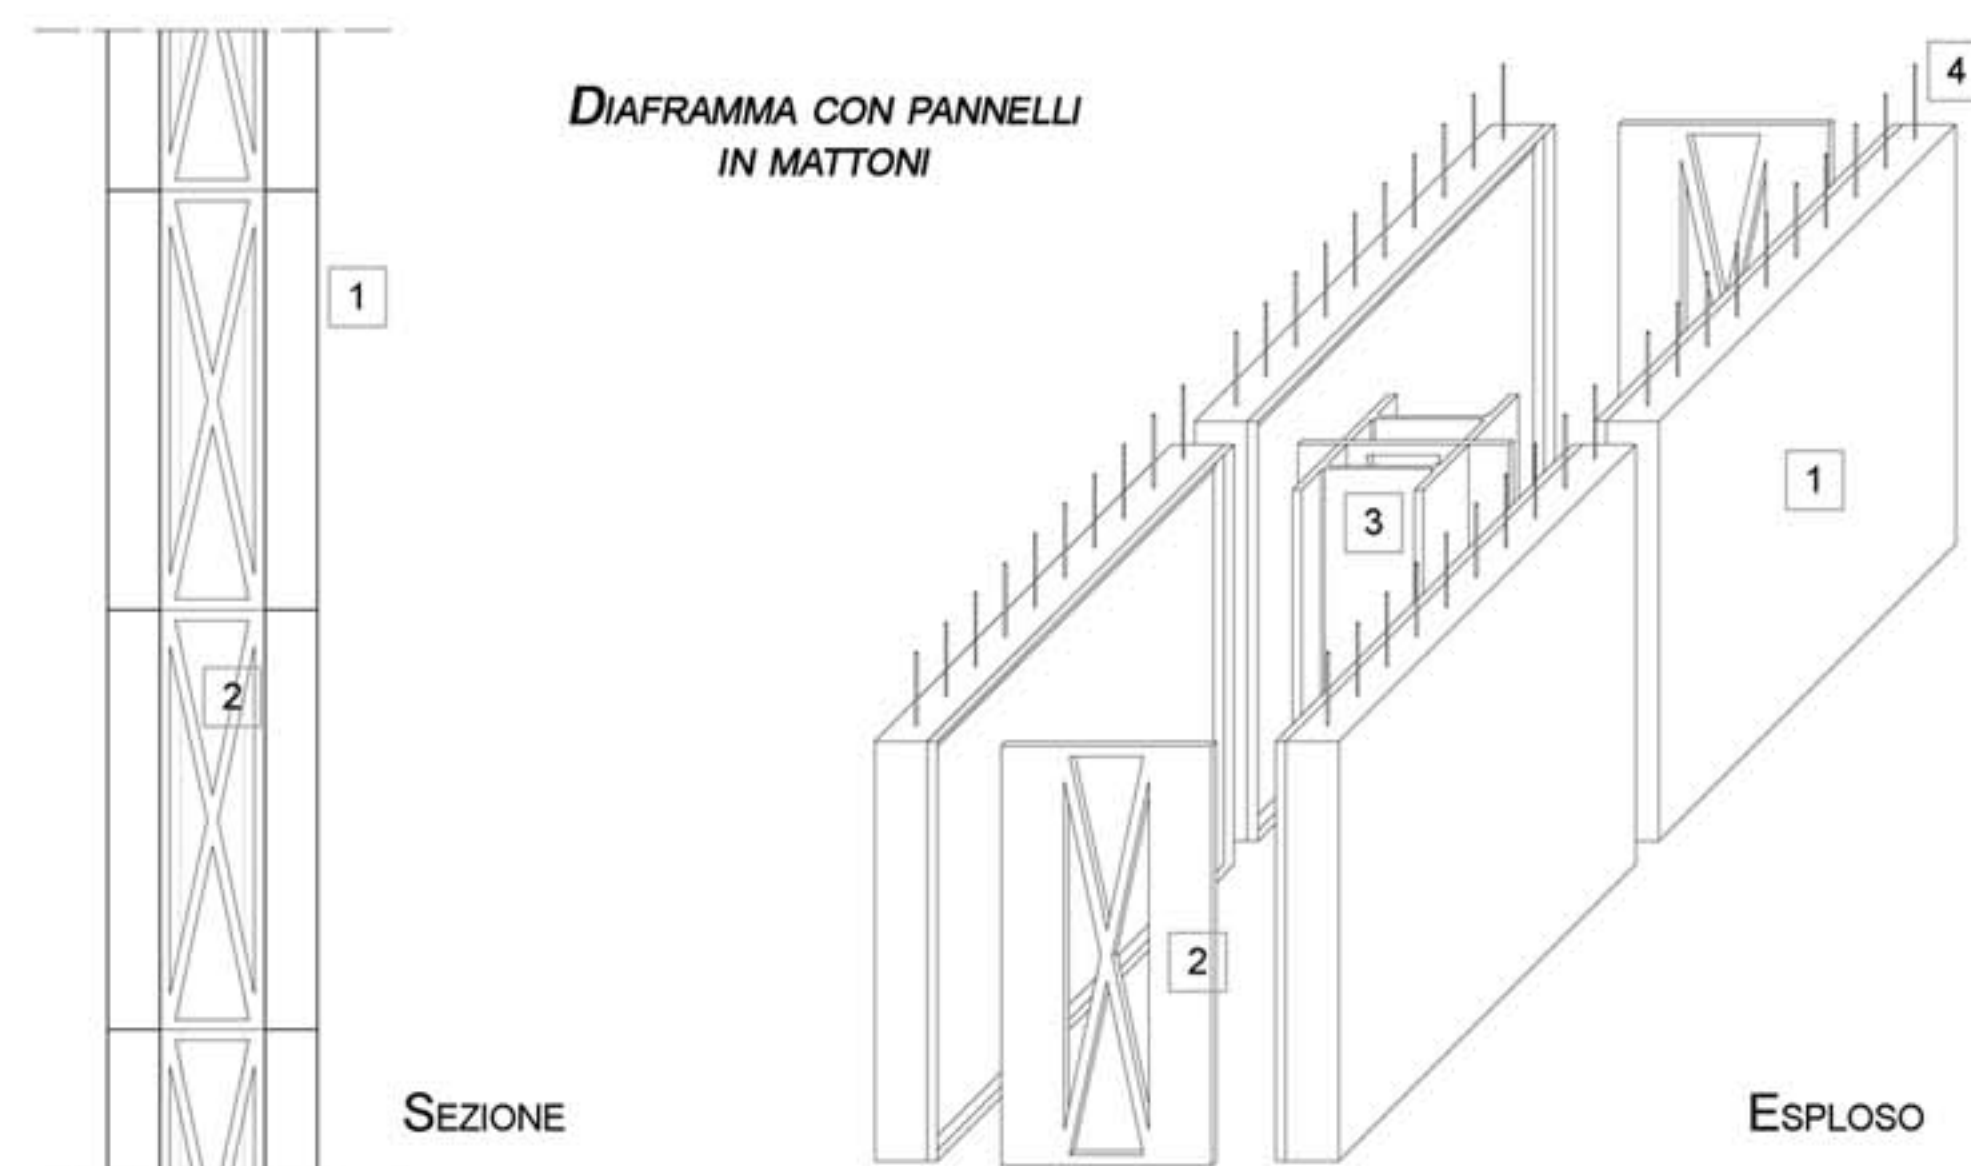 4
DIAFRAMMA CON PANNELLI
IN MATTONI
1
1
3
2
2
SEZIONE
ESPLOSO